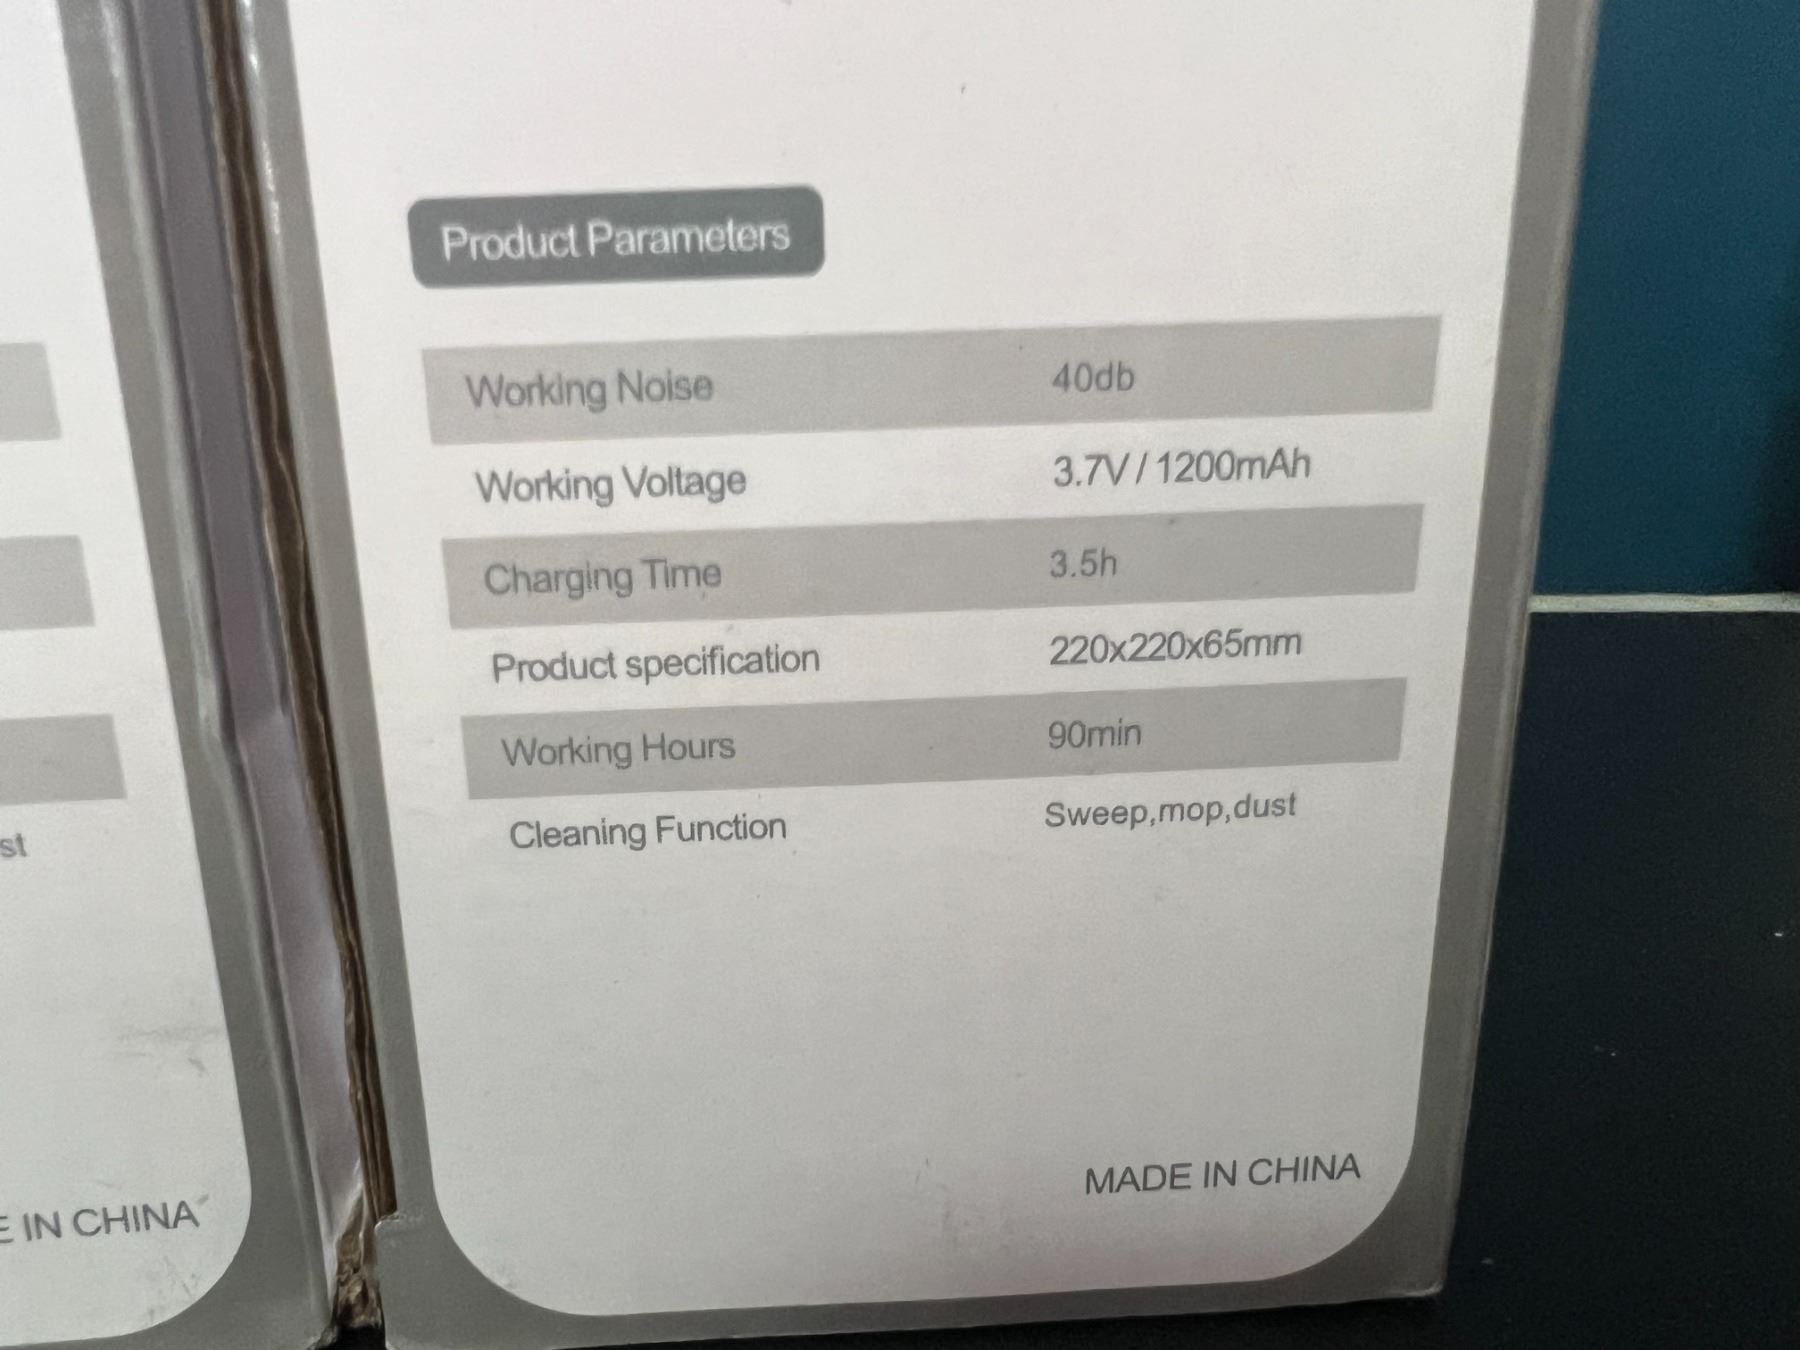 Product Parameters
Working Noise 40db
Working Voltage 3.7V / 1200mAh
Charging Time 3.5h
Product specification 220x220x65mm
Working Hours 90min
Cleaning Function Sweep,mop,dust
MADE IN CHINA
st
E IN CHINA